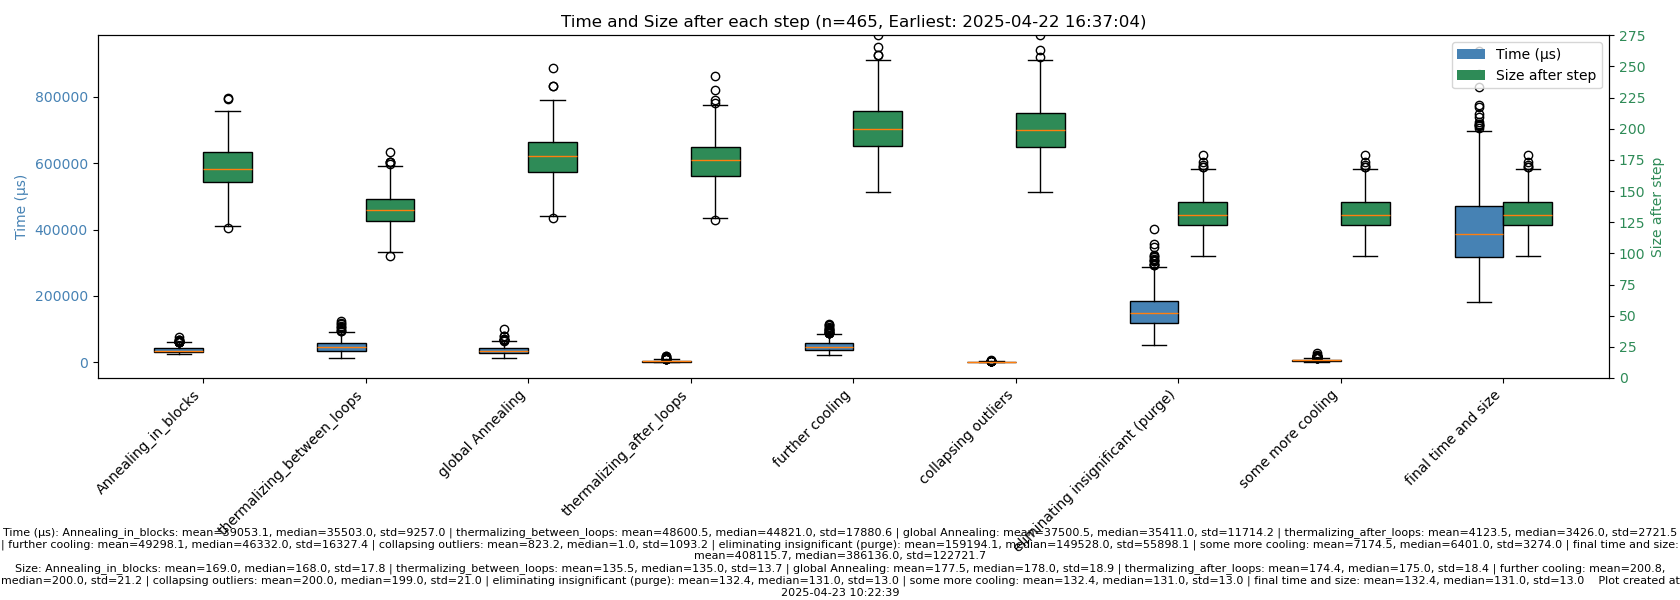 Time and Size after each step (n=465, Earliest: 2025-04-22 16:37:04)
Time (μs)
Size after step
800000
600000
400000
200000
0
Time (μs)
275
250
225
200
175
150
125
100
75
50
25
0
Size after step
Annealing_in_blocks
thermalizing_between_loops
global Annealing
thermalizing_after_loops
further cooling
collapsing outliers
eliminating insignificant (purge)
some more cooling
final time and size
Time (μs): Annealing_in_blocks: mean=39053.1, median=35503.0, std=9257.0 | thermalizing_between_loops: mean=48600.5, median=44821.0, std=17880.6 | global Annealing: mean=37500.5, median=35411.0, std=11714.2 | thermalizing_after_loops: mean=4123.5, median=3426.0, std=2721.5
| further cooling: mean=49298.1, median=46332.0, std=16327.4 | collapsing outliers: mean=823.2, median=1.0, std=1093.2 | eliminating insignificant (purge): mean=159194.1, median=149528.0, std=55898.1 | some more cooling: mean=7174.5, median=6401.0, std=3274.0 | final time and size:
mean=408115.7, median=386136.0, std=122721.7
Size: Annealing_in_blocks: mean=169.0, median=168.0, std=17.8 | thermalizing_between_loops: mean=135.5, median=135.0, std=13.7 | global Annealing: mean=177.5, median=178.0, std=18.9 | thermalizing_after_loops: mean=174.4, median=175.0, std=18.4 | further cooling: mean=200.8,
median=200.0, std=21.2 | collapsing outliers: mean=200.0, median=199.0, std=21.0 | eliminating insignificant (purge): mean=132.4, median=131.0, std=13.0 | some more cooling: mean=132.4, median=131.0, std=13.0 | final time and size: mean=132.4, median=131.0, std=13.0    Plot created at
2025-04-23 10:22:39